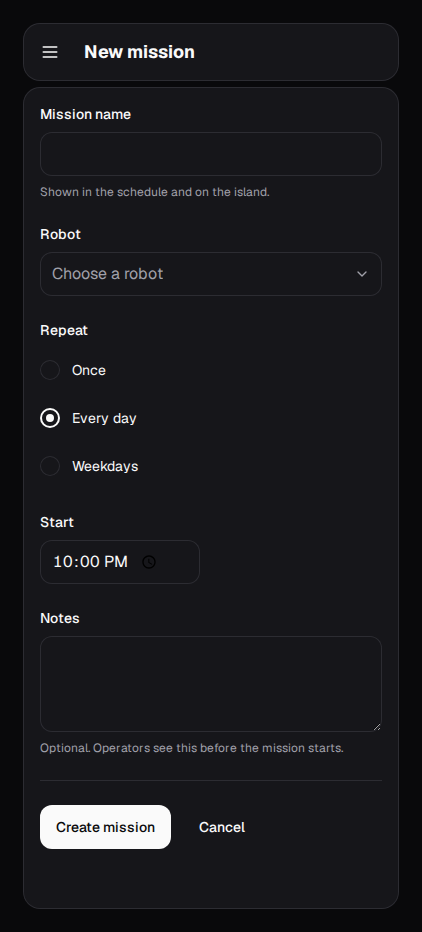 New mission
Mission name
Shown in the schedule and on the island.
Robot
Choose a robot
Repeat
Once
Every day
Weekdays
Start
10:00 PM
Notes
Optional. Operators see this before the mission starts.
Create mission
Cancel